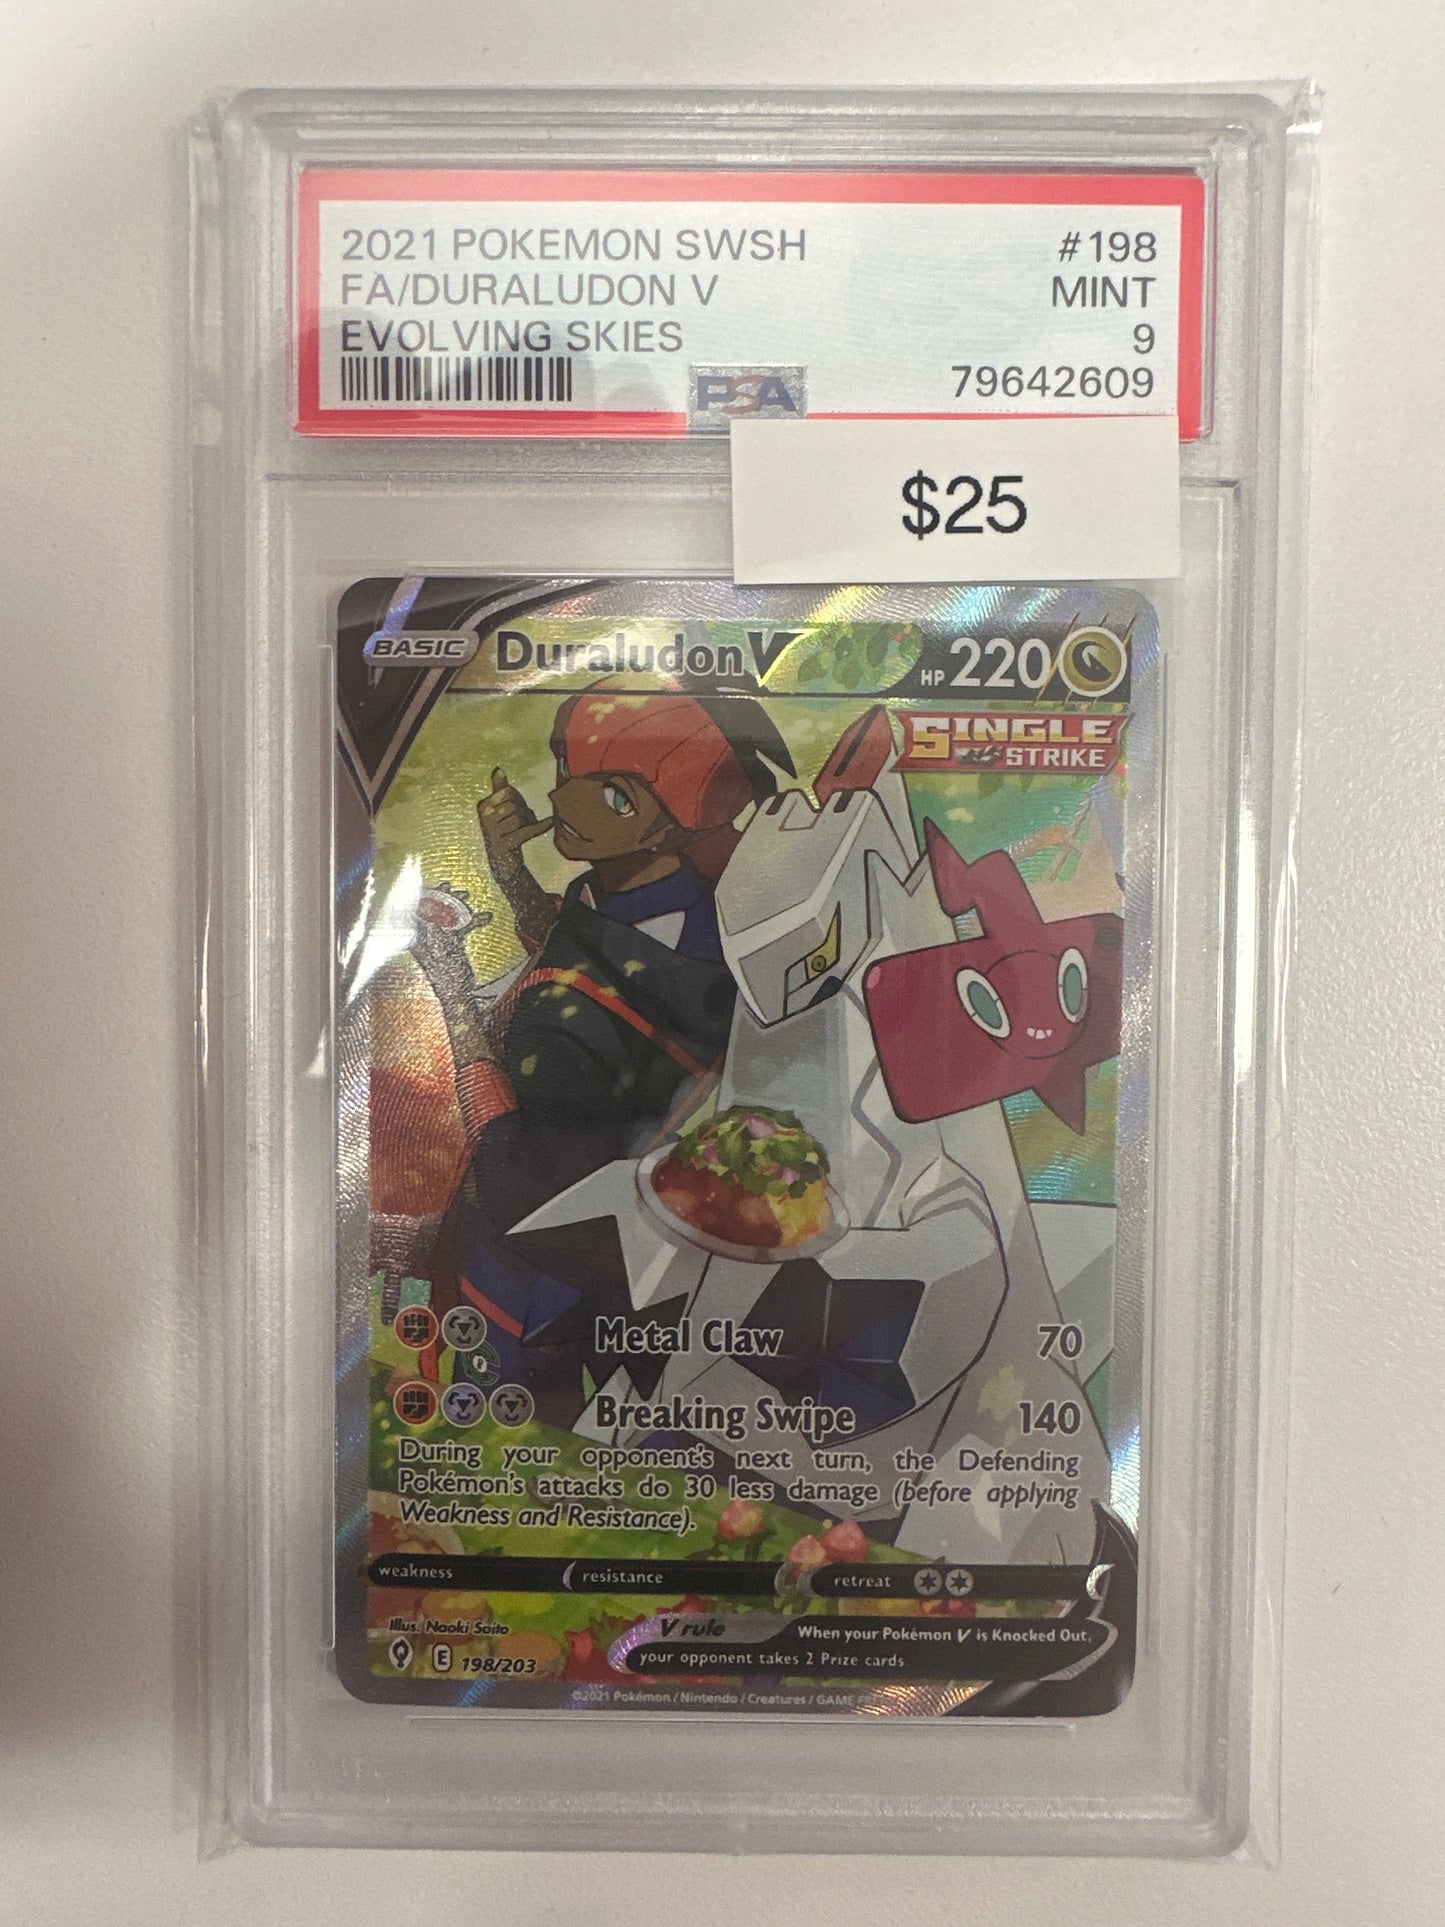 2021 POKEMON SWSH #198
FA/DURALUDON V MINT
EVOLVING SKIES 9
PSA 79642609
$25
BASIC Duraludon V HP 220
SINGLE
STRIKE
Metal Claw 70
Breaking Swipe 140
During your opponent's next turn, the Defending
Pokémon's attacks do 30 less damage (before applying
Weakness and Resistance).
weakness resistance retreat
Illus. Naoki Saito
V rule When your Pokémon V is Knocked Out,
your opponent takes 2 Prize cards.
E 198/203
©2021 Pokémon / Nintendo / Creatures / GAME